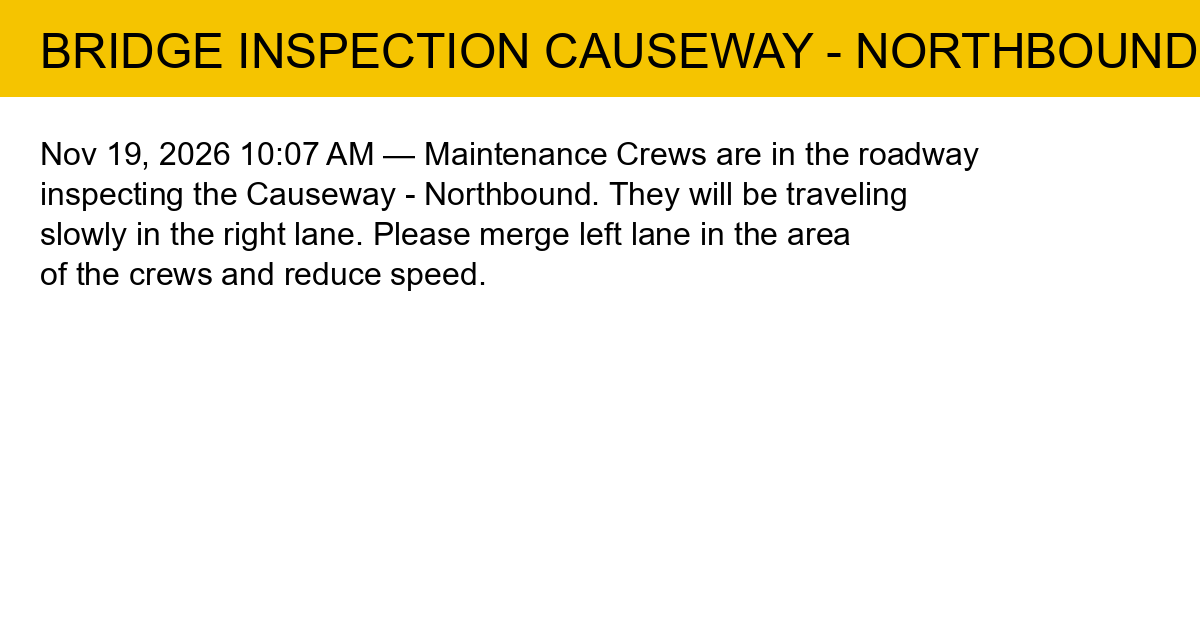 BRIDGE INSPECTION CAUSEWAY - NORTHBOUND
Nov 19, 2026 10:07 AM — Maintenance Crews are in the roadway
inspecting the Causeway - Northbound. They will be traveling
slowly in the right lane. Please merge left lane in the area
of the crews and reduce speed.